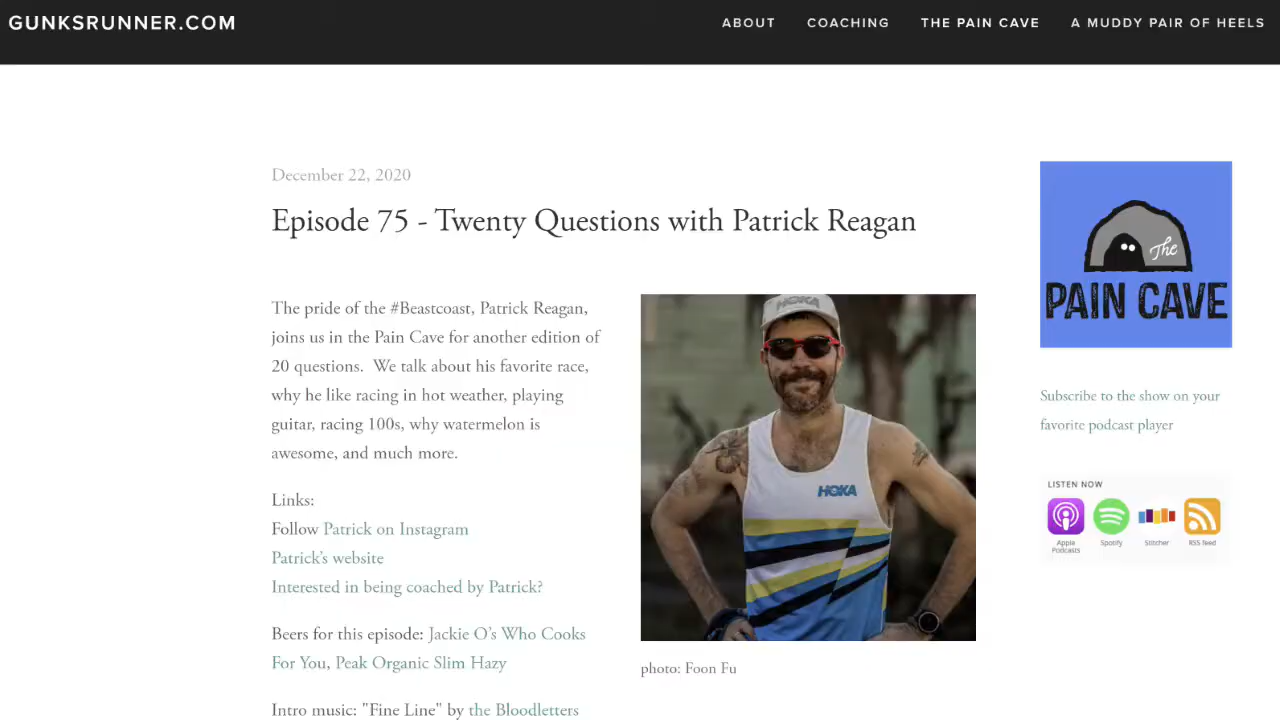 GUNKSRUNNER.COM
ABOUT
COACHING
THE PAIN CAVE
A MUDDY PAIR OF HEELS
December 22, 2020
Episode 75 - Twenty Questions with Patrick Reagan
The pride of the #Beastcoast, Patrick Reagan,
joins us in the Pain Cave for another edition of
20 questions.  We talk about his favorite race,
why he like racing in hot weather, playing
guitar, racing 100s, why watermelon is
awesome, and much more.
Links:
Follow Patrick on Instagram
Patrick's website
Interested in being coached by Patrick?
Beers for this episode: Jackie O's Who Cooks
For You, Peak Organic Slim Hazy
Intro music: "Fine Line" by the Bloodletters
HOKA
HOKA
photo: Foon Fu
The
PAIN CAVE
Subscribe to the show on your
favorite podcast player
LISTEN NOW
Apple
Podcasts
Spotify
Stitcher
RSS feed